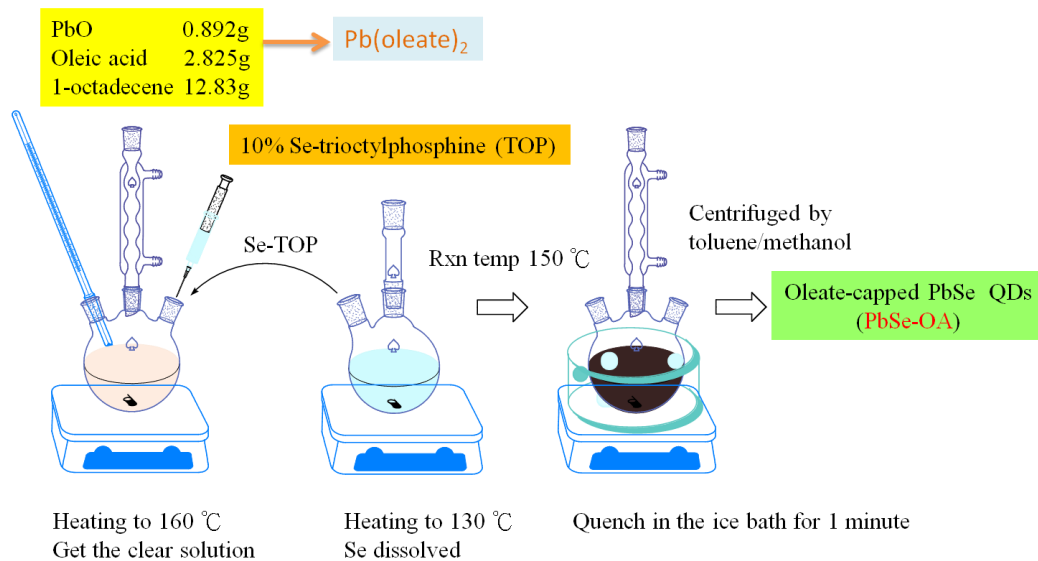 PbO 0.892g
Oleic acid 2.825g
1-octadecene 12.83g
Pb(oleate)₂
10% Se-trioctylphosphine (TOP)
Se-TOP
Rxn temp 150 ℃
Centrifuged by
toluene/methanol
Oleate-capped PbSe QDs
(PbSe-OA)
Heating to 160 ℃
Get the clear solution
Heating to 130 ℃
Se dissolved
Quench in the ice bath for 1 minute